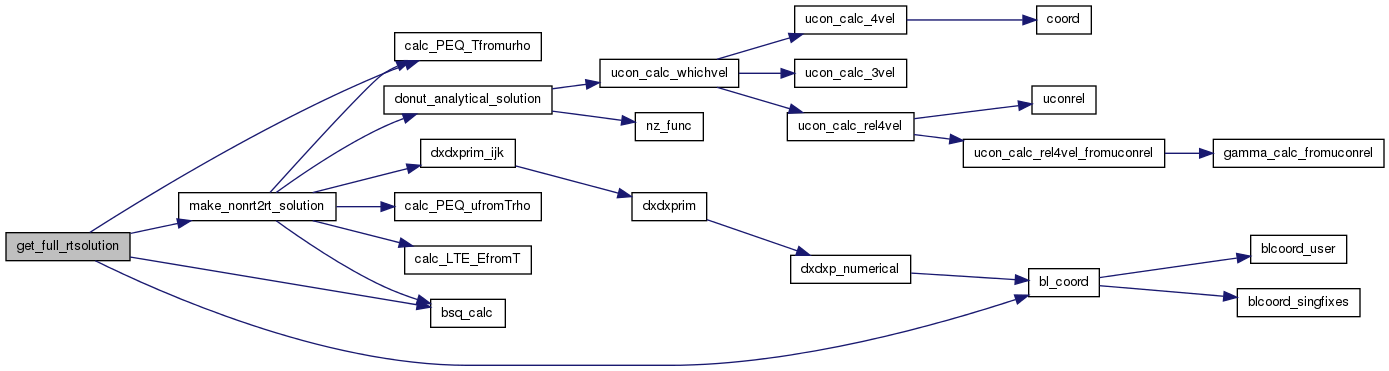 ucon_calc_4vel
coord
calc_PEQ_Tfromurho
ucon_calc_whichvel
ucon_calc_3vel
donut_analytical_solution
uconrel
nz_func
ucon_calc_rel4vel
dxdxprim_ijk
ucon_calc_rel4vel_fromuconrel
gamma_calc_fromuconrel
make_nonrt2rt_solution
calc_PEQ_ufromTrho
dxdxprim
get_full_rtsolution
calc_LTE_EfromT
blcoord_user
dxdxp_numerical
bl_coord
blcoord_singfixes
bsq_calc